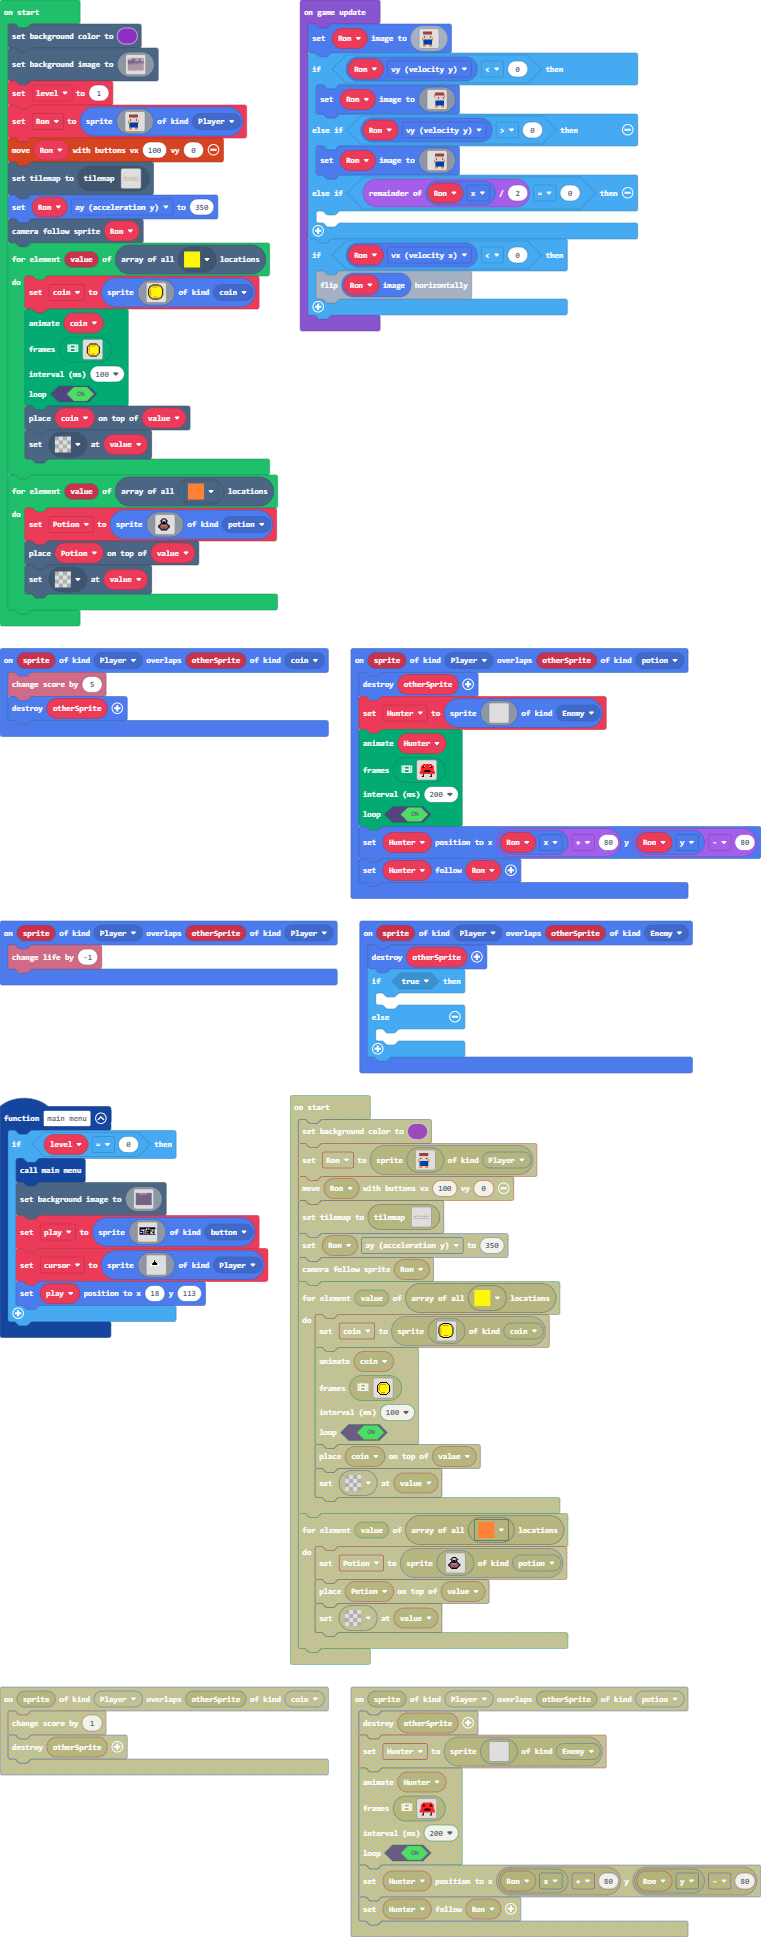 on start
set background color to
set background image to
set level to 1
set Ron to sprite of kind Player
move Ron with buttons vx 100 vy 0
set tilemap to tilemap
set Ron ay (acceleration y) to 350
camera follow sprite Ron
for element value of array of all locations
do
set coin to sprite of kind coin
animate coin
frames
interval (ms) 100
loop ON
place coin on top of value
set at value
for element value of array of all locations
do
set Potion to sprite of kind potion
place Potion on top of value
set at value
on game update
set Ron image to
if Ron vy (velocity y) < 0 then
set Ron image to
else if Ron vy (velocity y) > 0 then
set Ron image to
else if remainder of Ron x / 2 = 0 then
if Ron vx (velocity x) < 0 then
flip Ron image horizontally
on sprite of kind Player overlaps otherSprite of kind coin
change score by 5
destroy otherSprite
on sprite of kind Player overlaps otherSprite of kind potion
destroy otherSprite
set Hunter to sprite of kind Enemy
animate Hunter
frames
interval (ms) 200
loop ON
set Hunter position to x Ron x + 80 y Ron y - 80
set Hunter follow Ron
on sprite of kind Player overlaps otherSprite of kind Player
change life by -1
on sprite of kind Player overlaps otherSprite of kind Enemy
destroy otherSprite
if true then
else
function main menu
if level = 0 then
call main menu
set background image to
set play to sprite of kind button
set cursor to sprite of kind Player
set play position to x 18 y 113
on start
set background color to
set Ron to sprite of kind Player
move Ron with buttons vx 100 vy 0
set tilemap to tilemap
set Ron ay (acceleration y) to 350
camera follow sprite Ron
for element value of array of all locations
do
set coin to sprite of kind coin
animate coin
frames
interval (ms) 100
loop ON
place coin on top of value
set at value
for element value of array of all locations
do
set Potion to sprite of kind potion
place Potion on top of value
set at value
on sprite of kind Player overlaps otherSprite of kind coin
change score by 1
destroy otherSprite
on sprite of kind Player overlaps otherSprite of kind potion
destroy otherSprite
set Hunter to sprite of kind Enemy
animate Hunter
frames
interval (ms) 200
loop ON
set Hunter position to x Ron x + 80 y Ron y - 80
set Hunter follow Ron